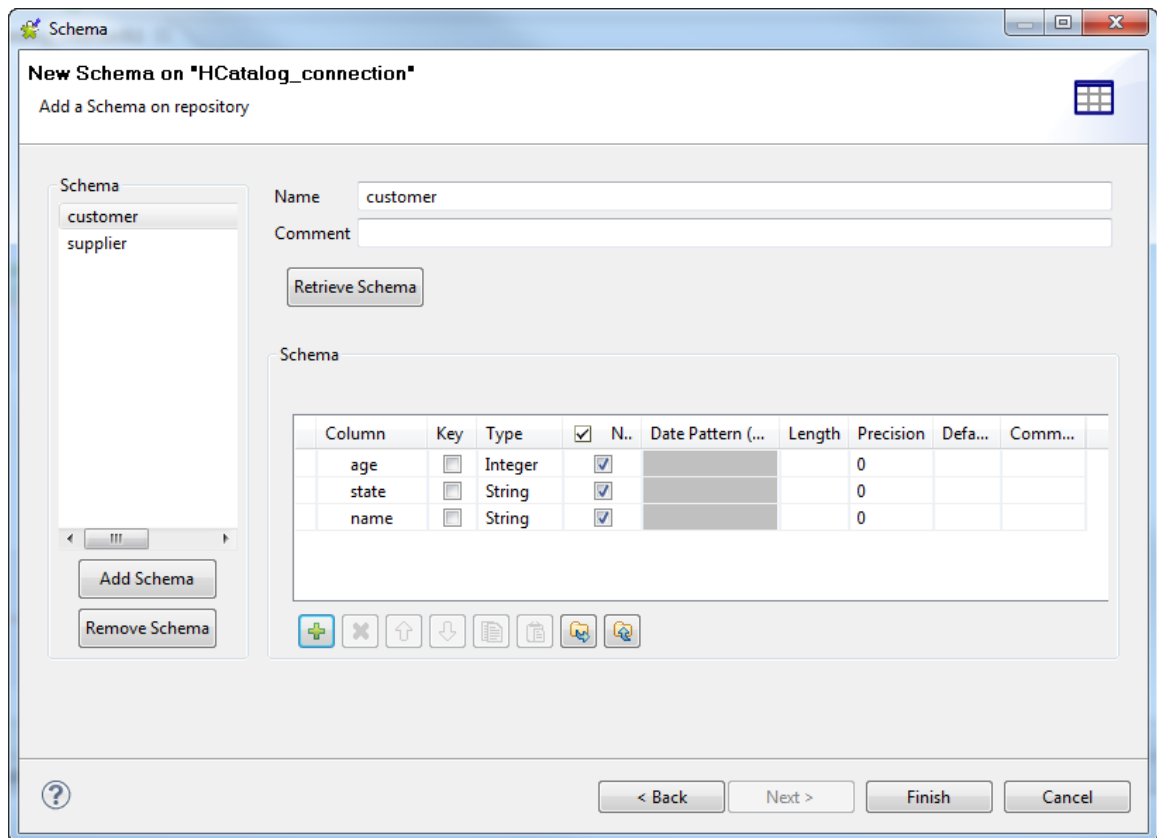 Schema
New Schema on "HCatalog_connection"
Add a Schema on repository
Schema
customer
supplier
Add Schema
Remove Schema
Name customer
Comment
Retrieve Schema
Schema
Column Key Type N.. Date Pattern (... Length Precision Defa... Comm...
age Integer 0
state String 0
name String 0
< Back Next > Finish Cancel